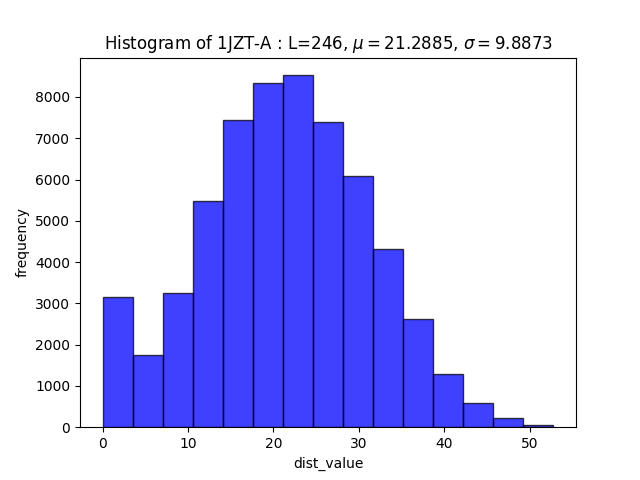 Histogram of 1JZT-A : L=246, μ = 21.2885, σ = 9.8873
8000
7000
6000
5000
4000
3000
2000
1000
0
frequency
0 10 20 30 40 50
dist_value